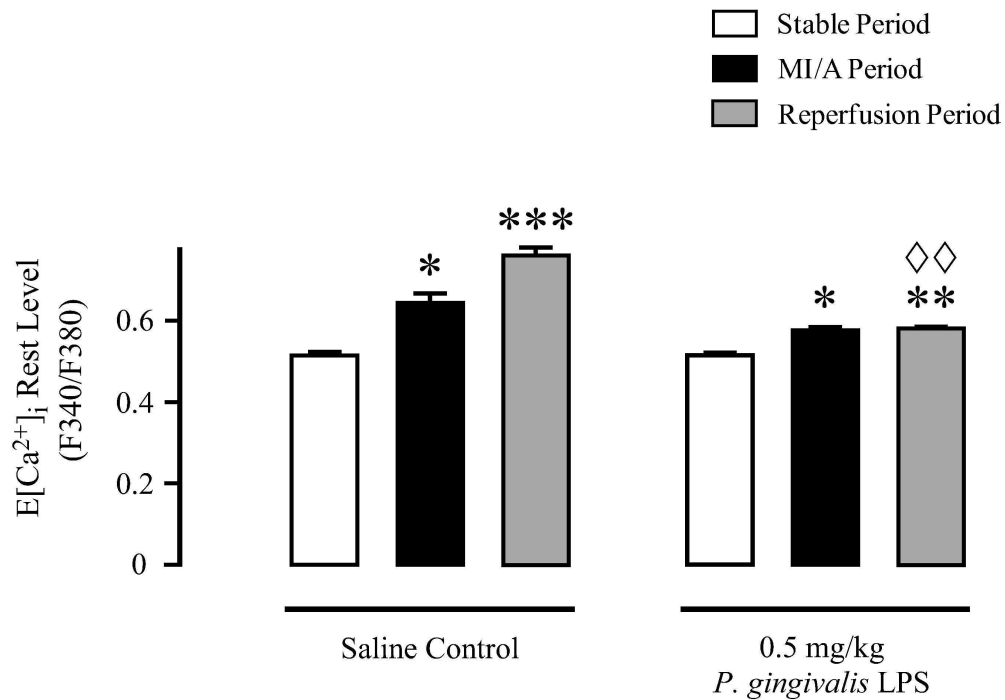 Stable Period
MI/A Period
Reperfusion Period
***
*
◊◊
*
**
E[Ca²⁺]ᵢ Rest Level
(F340/F380)
0.6
0.4
0.2
0
Saline Control
0.5 mg/kg
P. gingivalis LPS